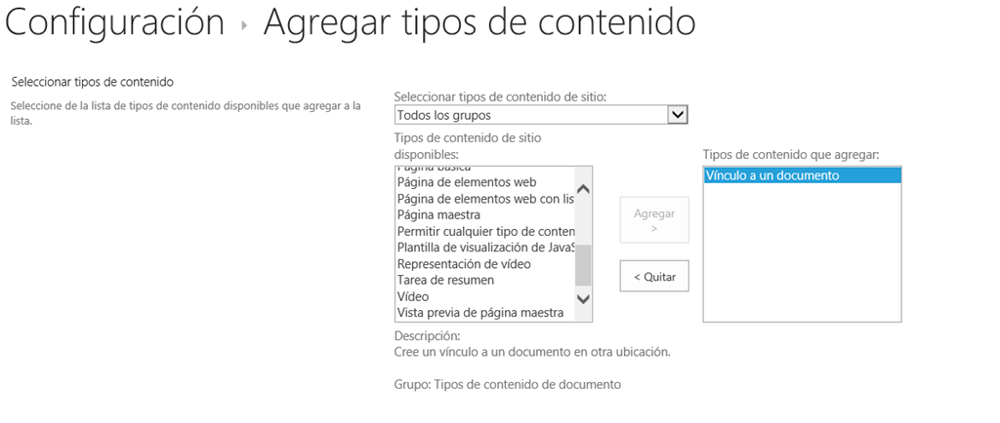 Configuración ▸ Agregar tipos de contenido
Seleccionar tipos de contenido
Seleccione de la lista de tipos de contenido disponibles que agregar a la
lista.
Seleccionar tipos de contenido de sitio:
Todos los grupos
Tipos de contenido de sitio
disponibles:
Página básica
Página de elementos web
Página de elementos web con lis
Página maestra
Permitir cualquier tipo de conten
Plantilla de visualización de JavaS
Representación de vídeo
Tarea de resumen
Vídeo
Vista previa de página maestra
Agregar
>
< Quitar
Tipos de contenido que agregar:
Vínculo a un documento
Descripción:
Cree un vínculo a un documento en otra ubicación.
Grupo: Tipos de contenido de documento